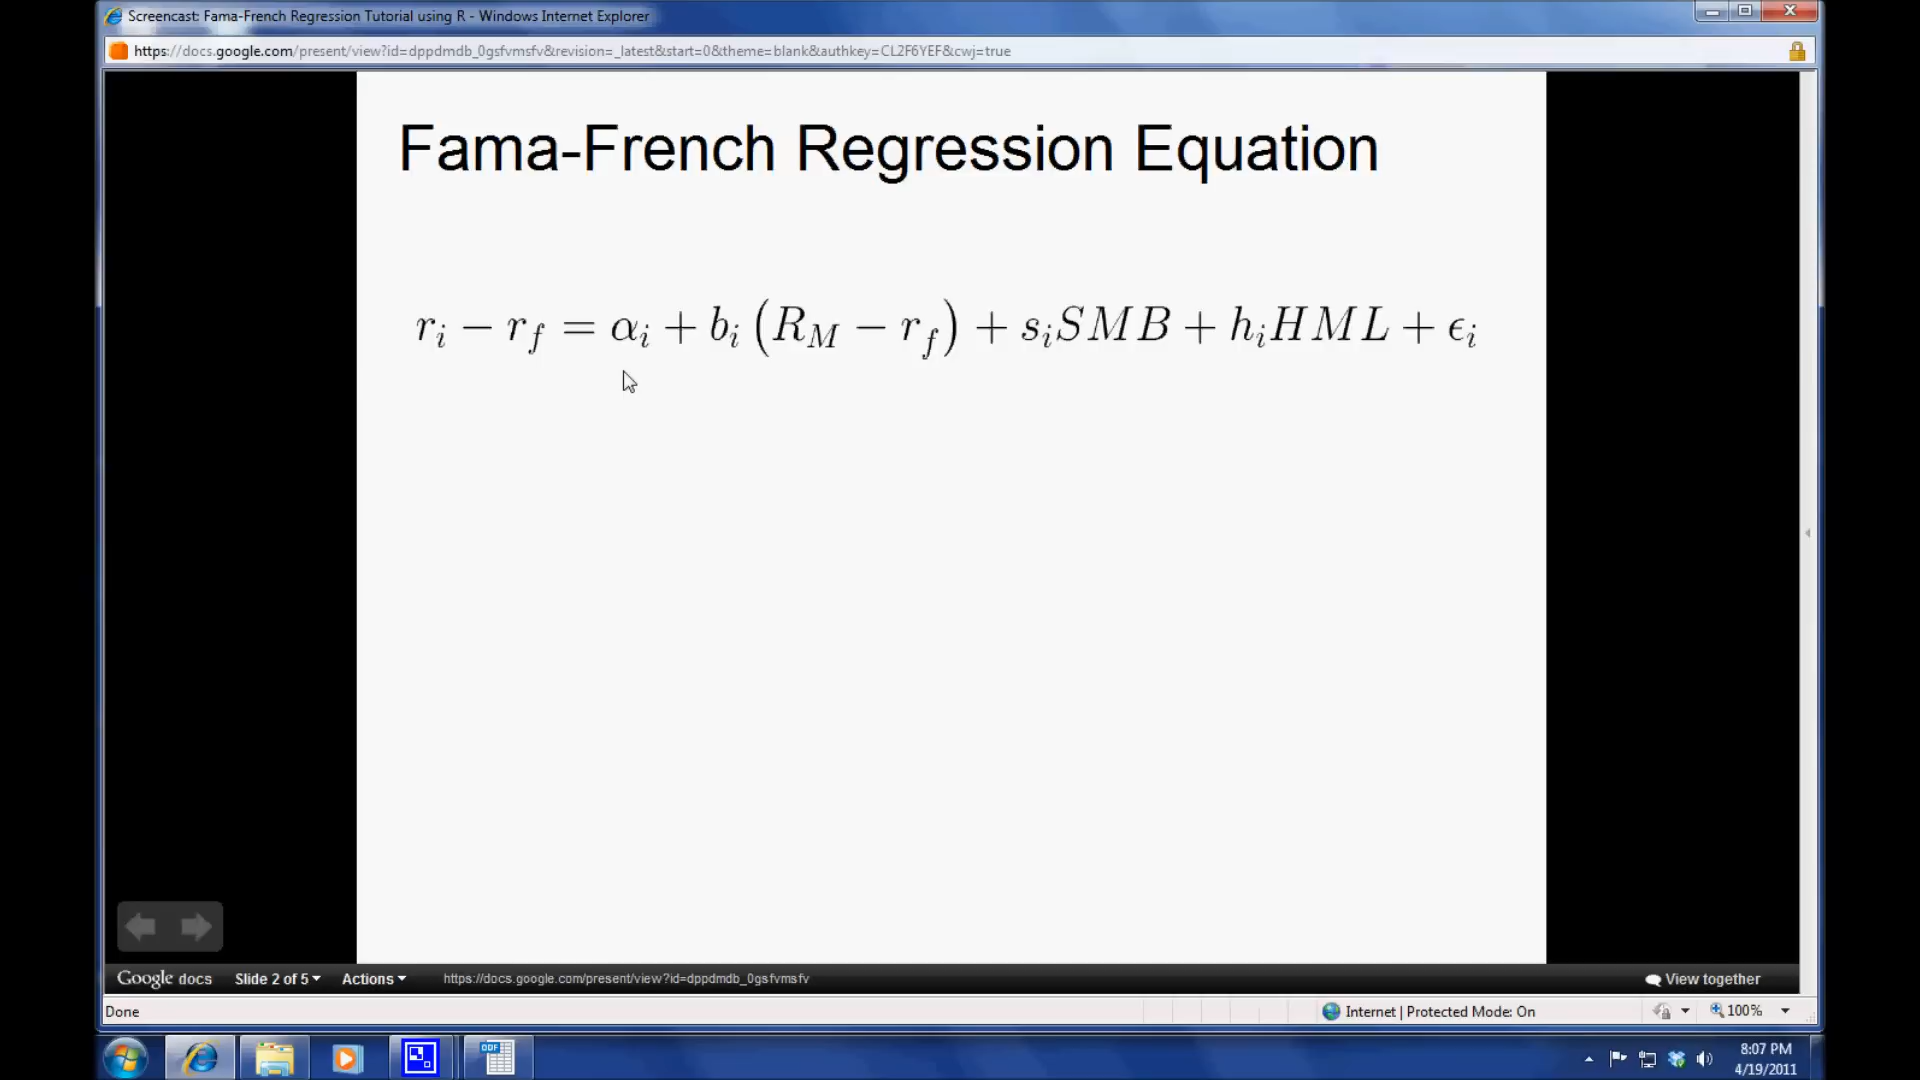 Screencast: Fama-French Regression Tutorial using R - Windows Internet Explorer
https://docs.google.com/present/view?id=dppdmdb_0gsfvmsfv&revision=_latest&start=0&theme=blank&authkey=CL2F6YEF&cwj=true
Fama-French Regression Equation
r_i − r_f = α_i + b_i (R_M − r_f) + s_i SMB + h_i HML + ϵ_i
Google docs Slide 2 of 5 Actions https://docs.google.com/present/view?id=dppdmdb_0gsfvmsfv View together
Done Internet | Protected Mode: On 100%
ODF
8:07 PM
4/19/2011